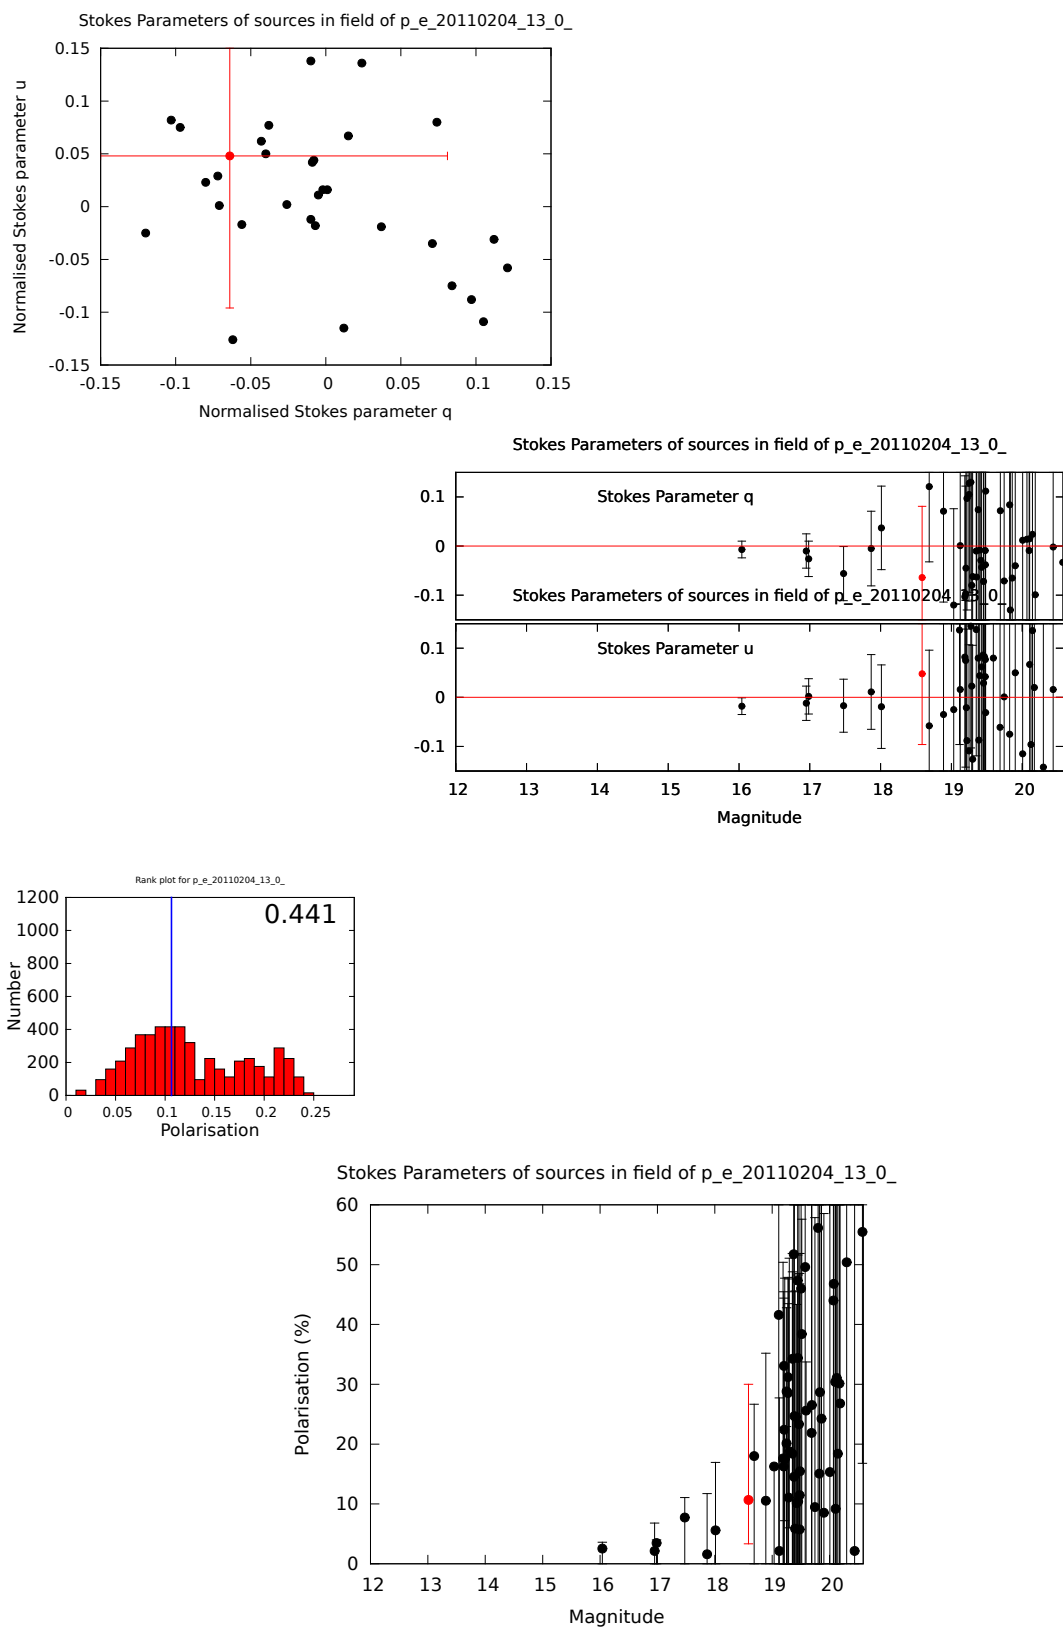 Stokes Parameters of sources in field of p_e_20110204_13_0_
Normalised Stokes parameter u
0.15
0.1
0.05
0
-0.05
-0.1
-0.15
-0.15 -0.1 -0.05 0 0.05 0.1 0.15
Normalised Stokes parameter q
Stokes Parameters of sources in field of p_e_20110204_13_0_
Stokes Parameter q
0.1
0
-0.1
Stokes Parameters of sources in field of p_e_20110204_13_0_
Stokes Parameter u
0.1
0
-0.1
12 13 14 15 16 17 18 19 20
Magnitude
Rank plot for p_e_20110204_13_0_
0.441
Number
1200
1000
800
600
400
200
0
0 0.05 0.1 0.15 0.2 0.25
Polarisation
Stokes Parameters of sources in field of p_e_20110204_13_0_
Polarisation (%)
60
50
40
30
20
10
0
12 13 14 15 16 17 18 19 20
Magnitude